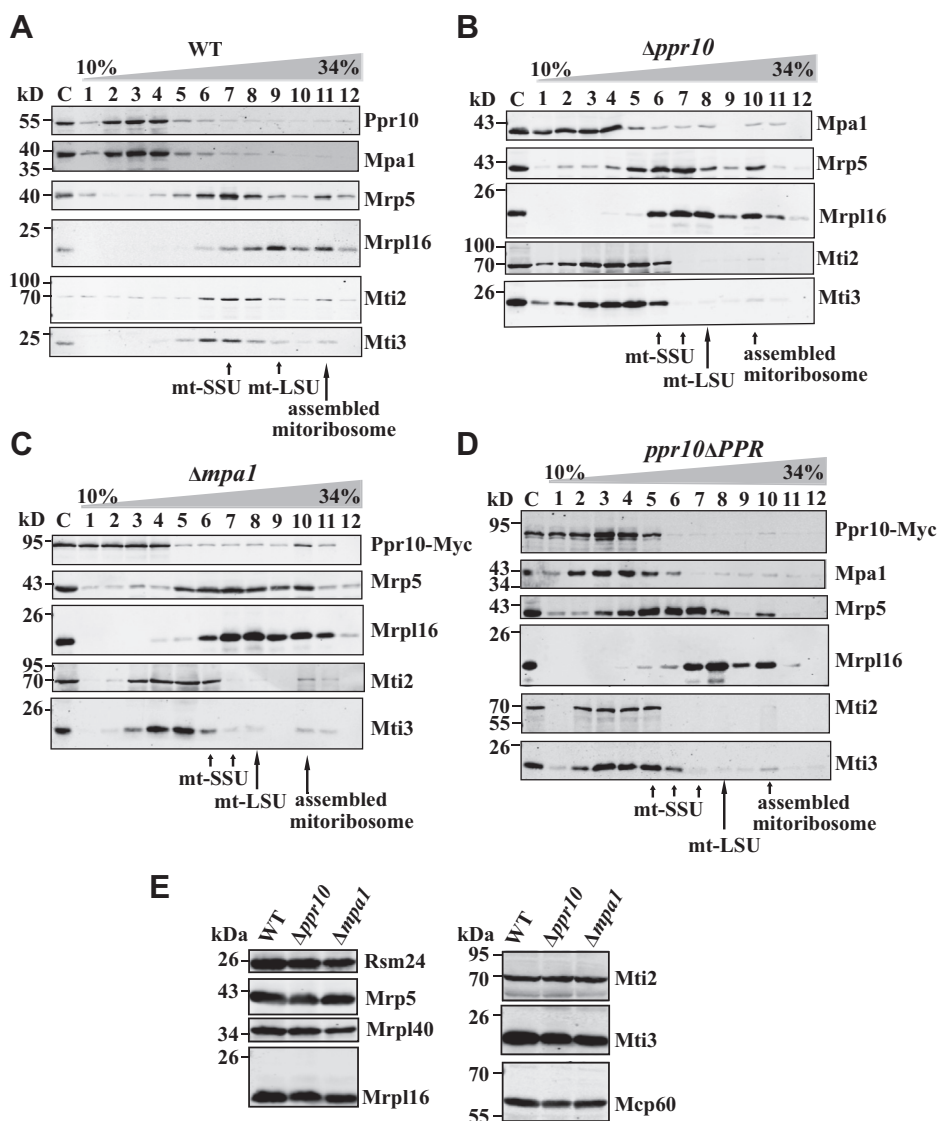 A
WT
10% 34%
kD C 1 2 3 4 5 6 7 8 9 10 11 12
55 Ppr10
40 Mpa1
35
40 Mrp5
25 Mrpl16
100
70 Mti2
25 Mti3
mt-SSU mt-LSU
assembled
mitoribosome
B
Δppr10
10% 34%
kD C 1 2 3 4 5 6 7 8 9 10 11 12
43 Mpa1
43 Mrp5
26
Mrpl16
100
70 Mti2
26 Mti3
mt-SSU assembled
mt-LSU mitoribosome
C
Δmpa1
10% 34%
kD C 1 2 3 4 5 6 7 8 9 10 11 12
95 Ppr10-Myc
43 Mrp5
26
Mrpl16
95
70 Mti2
26
Mti3
mt-SSU
mt-LSU assembled
mitoribosome
D
ppr10ΔPPR
10% 34%
kD C 1 2 3 4 5 6 7 8 9 10 11 12
95
Ppr10-Myc
43 Mpa1
34
43 Mrp5
26
Mrpl16
70 Mti2
55
26
Mti3
mt-SSU assembled
mitoribosome
mt-LSU
E
WT Δppr10 Δmpa1
kDa
26 Rsm24
43 Mrp5
34 Mrpl40
26
Mrpl16
WT Δppr10 Δmpa1
kDa
95
70 Mti2
26
Mti3
70
Mcp60
55